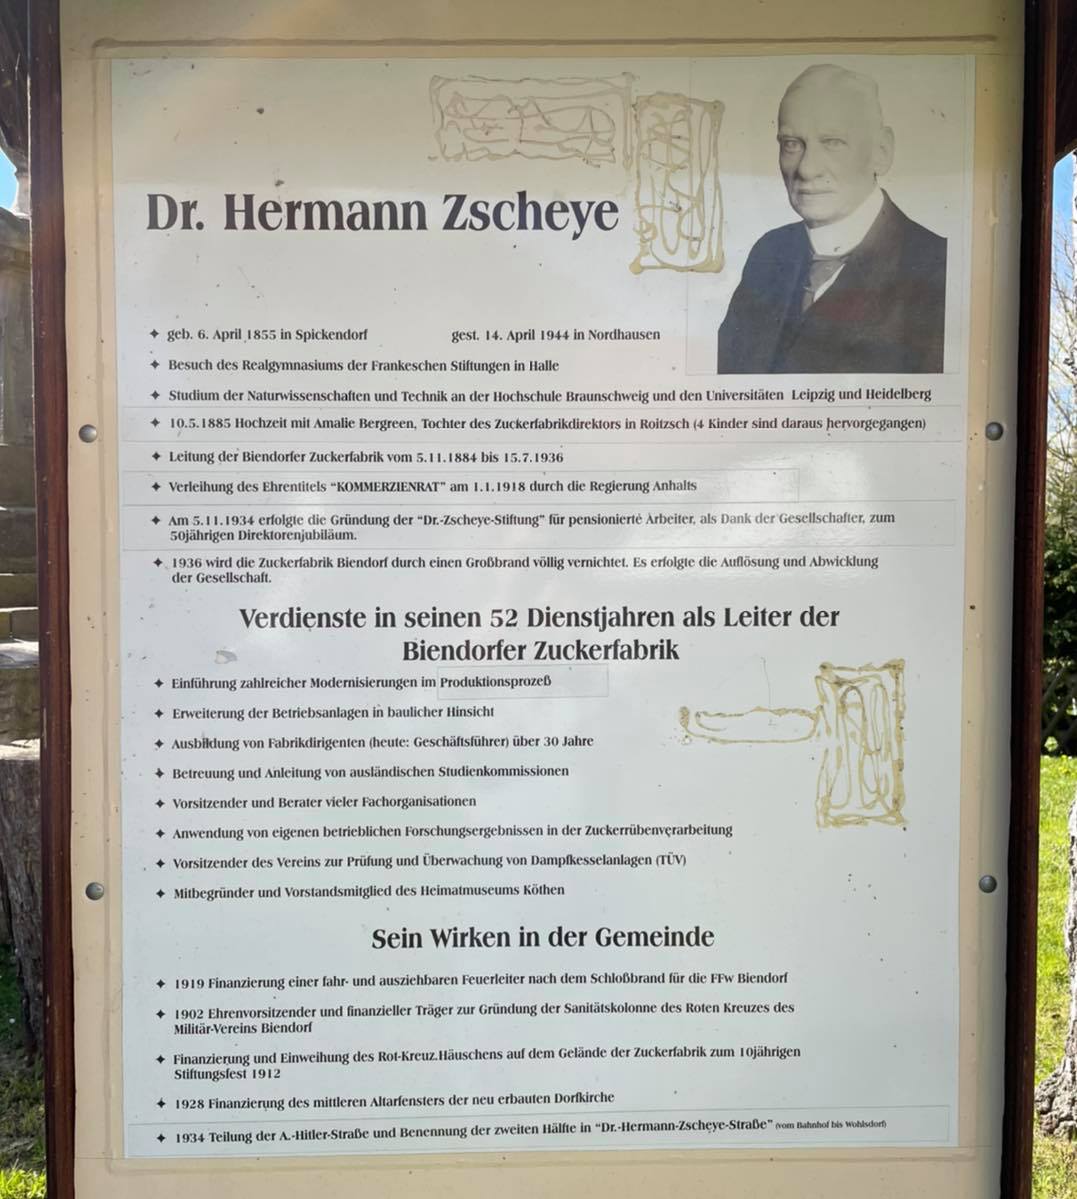 Dr. Hermann Zscheye
✦ geb. 6. April 1855 in Spickendorf gest. 14. April 1944 in Nordhausen
✦ Besuch des Realgymnasiums der Frankeschen Stiftungen in Halle
✦ Studium der Naturwissenschaften und Technik an der Hochschule Braunschweig und den Universitäten Leipzig und Heidelberg
✦ 10.5.1885 Hochzeit mit Amalie Bergreen, Tochter des Zuckerfabrikdirektors in Roitzsch (4 Kinder sind daraus hervorgegangen)
✦ Leitung der Biendorfer Zuckerfabrik vom 5.11.1884 bis 15.7.1936
✦ Verleihung des Ehrentitels “KOMMERZIENRAT” am 1.1.1918 durch die Regierung Anhalts
✦ Am 5.11.1934 erfolgte die Gründung der “Dr.-Zscheye-Stiftung” für pensionierte Arbeiter, als Dank der Gesellschafter, zum
50jährigen Direktorenjubiläum.
✦ 1936 wird die Zuckerfabrik Biendorf durch einen Großbrand völlig vernichtet. Es erfolgte die Auflösung und Abwicklung
der Gesellschaft.
Verdienste in seinen 52 Dienstjahren als Leiter der
Biendorfer Zuckerfabrik
✦ Einführung zahlreicher Modernisierungen im Produktionsprozeß
✦ Erweiterung der Betriebsanlagen in baulicher Hinsicht
✦ Ausbildung von Fabrikdirigenten (heute: Geschäftsführer) über 30 Jahre
✦ Betreuung und Anleitung von ausländischen Studienkommissionen
✦ Vorsitzender und Berater vieler Fachorganisationen
✦ Anwendung von eigenen betrieblichen Forschungsergebnissen in der Zuckerrübenverarbeitung
✦ Vorsitzender des Vereins zur Prüfung und Überwachung von Dampfkesselanlagen (TÜV)
✦ Mitbegründer und Vorstandsmitglied des Heimatmuseums Köthen
Sein Wirken in der Gemeinde
✦ 1919 Finanzierung einer fahr- und ausziehbaren Feuerleiter nach dem Schloßbrand für die FFw Biendorf
✦ 1902 Ehrenvorsitzender und finanzieller Träger zur Gründung der Sanitätskolonne des Roten Kreuzes des
Militär-Vereins Biendorf
✦ Finanzierung und Einweihung des Rot-Kreuz.Häuschens auf dem Gelände der Zuckerfabrik zum 10jährigen
Stiftungsfest 1912
✦ 1928 Finanzierung des mittleren Altarfensters der neu erbauten Dorfkirche
✦ 1934 Teilung der A.-Hitler-Straße und Benennung der zweiten Hälfte in “Dr.-Hermann-Zscheye-Straße” (vom Bahnhof bis Wohlsdorf)